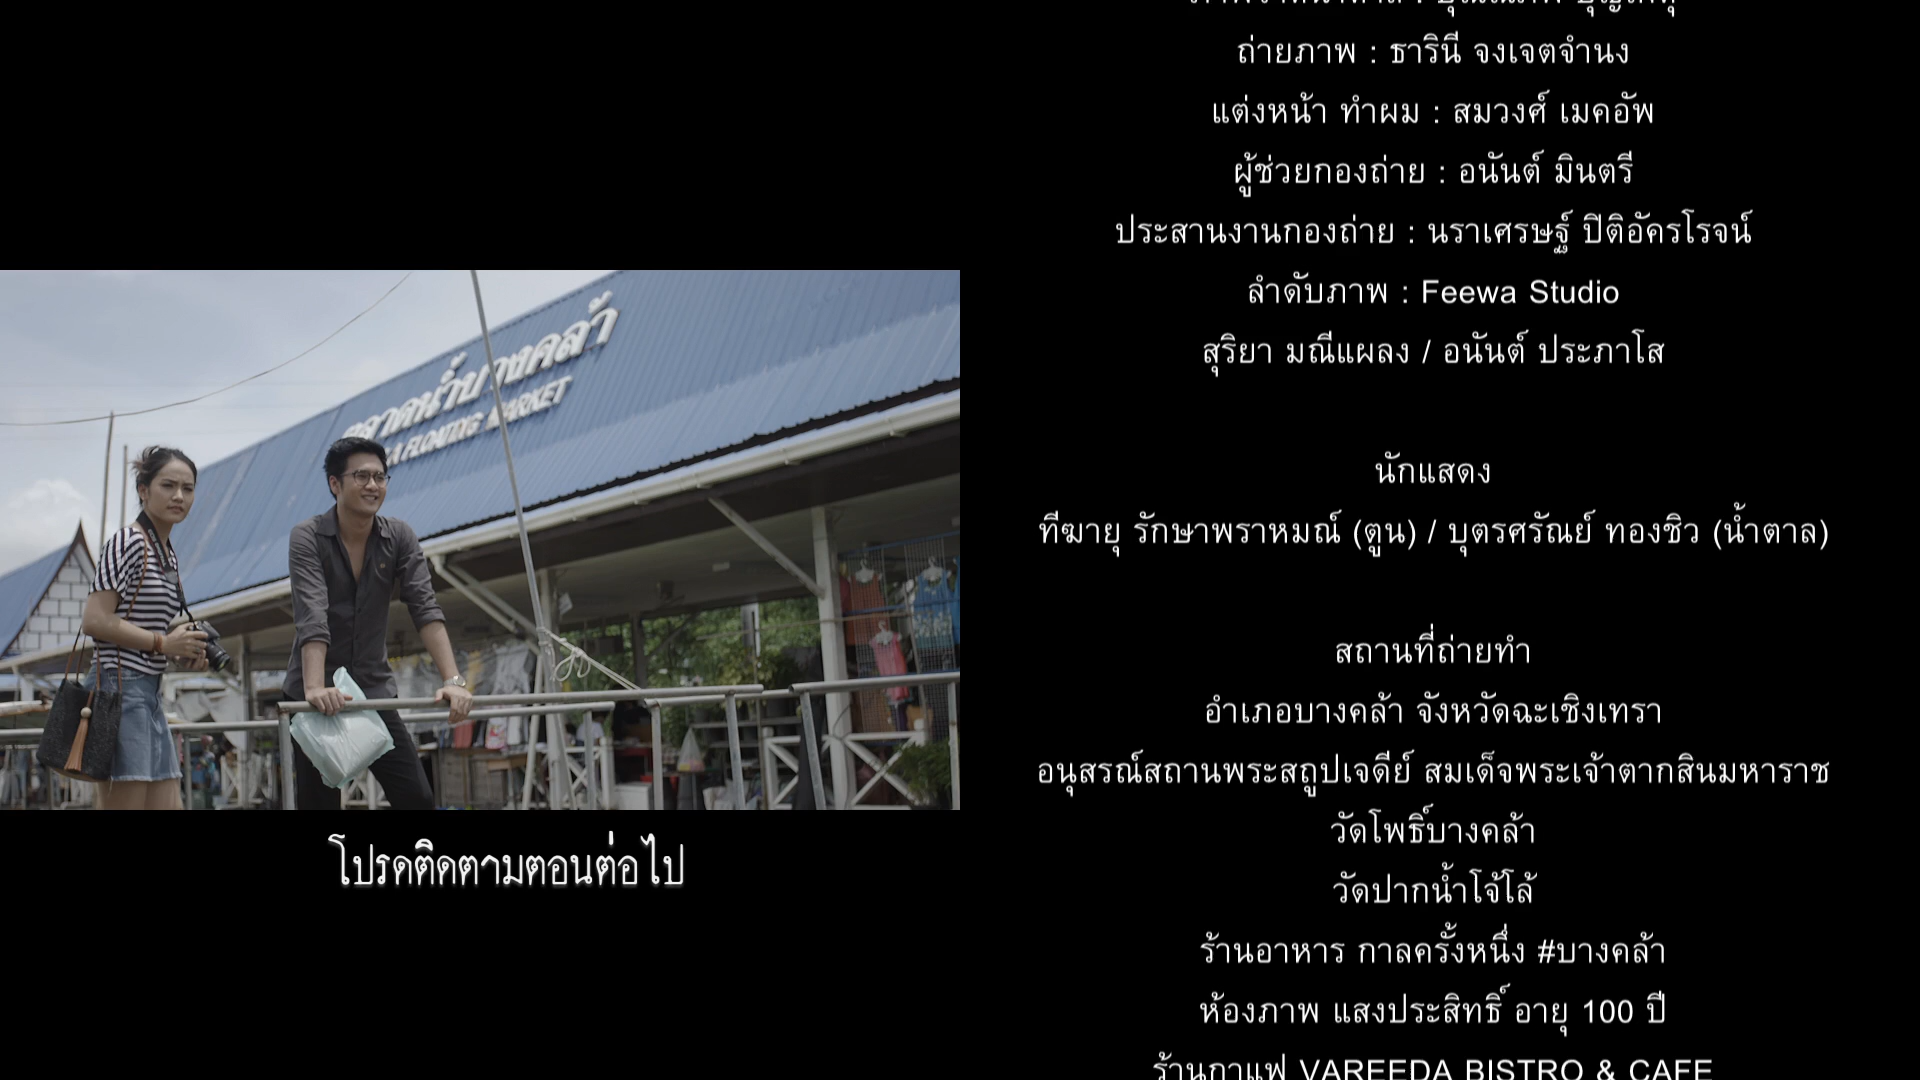 ตลาดน้ำบางคล้า
A FLOATING MARKET
โปรดติดตามตอนต่อไป
ถ่ายภาพ : ธารินี จงเจตจำนง
แต่งหน้า ทำผม : สมวงศ์ เมคอัพ
ผู้ช่วยกองถ่าย : อนันต์ มินตรี
ประสานงานกองถ่าย : นราเศรษฐ์ ปีติอัครโรจน์
ลำดับภาพ : Feewa Studio
สุริยา มณีแผลง / อนันต์ ประภาโส
นักแสดง
ทีฆายุ รักษาพราหมณ์ (ตูน) / บุตรศรัณย์ ทองชิว (น้ำตาล)
สถานที่ถ่ายทำ
อำเภอบางคล้า จังหวัดฉะเชิงเทรา
อนุสรณ์สถานพระสถูปเจดีย์ สมเด็จพระเจ้าตากสินมหาราช
วัดโพธิ์บางคล้า
วัดปากน้ำโจ้โล้
ร้านอาหาร กาลครั้งหนึ่ง #บางคล้า
ห้องภาพ แสงประสิทธิ์ อายุ 100 ปี
ร้านกาแฟ VAREEDA BISTRO & CAFE